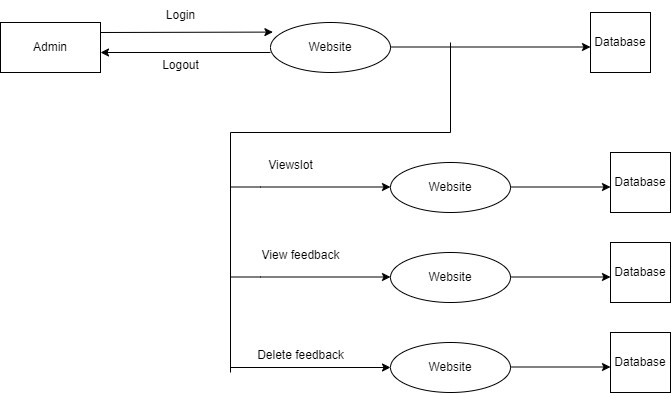 Login
Admin
Website
Database
Logout
Viewslot
Website
Database
View feedback
Website
Database
Delete feedback
Website
Database